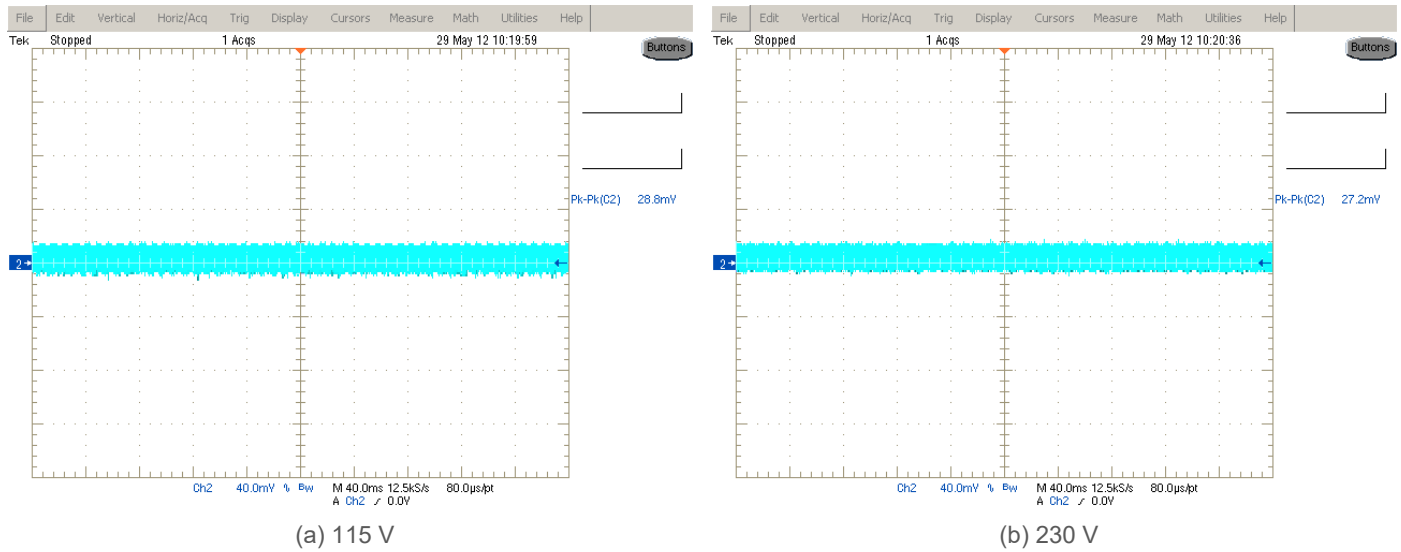 File Edit Vertical Horiz/Acq Trig Display Cursors Measure Math Utilities Help
Tek Stopped 1 Acqs 29 May 12 10:19:59
Buttons
Pk-Pk(C2) 28.8mV
2
Ch2 40.0mV % Bw M 40.0ms 12.5kS/s 80.0µs/pt
A Ch2 0.0V
(a) 115 V
File Edit Vertical Horiz/Acq Trig Display Cursors Measure Math Utilities Help
Tek Stopped 1 Acqs 29 May 12 10:20:36
Buttons
Pk-Pk(C2) 27.2mV
2
Ch2 40.0mV % Bw M 40.0ms 12.5kS/s 80.0µs/pt
A Ch2 0.0V
(b) 230 V